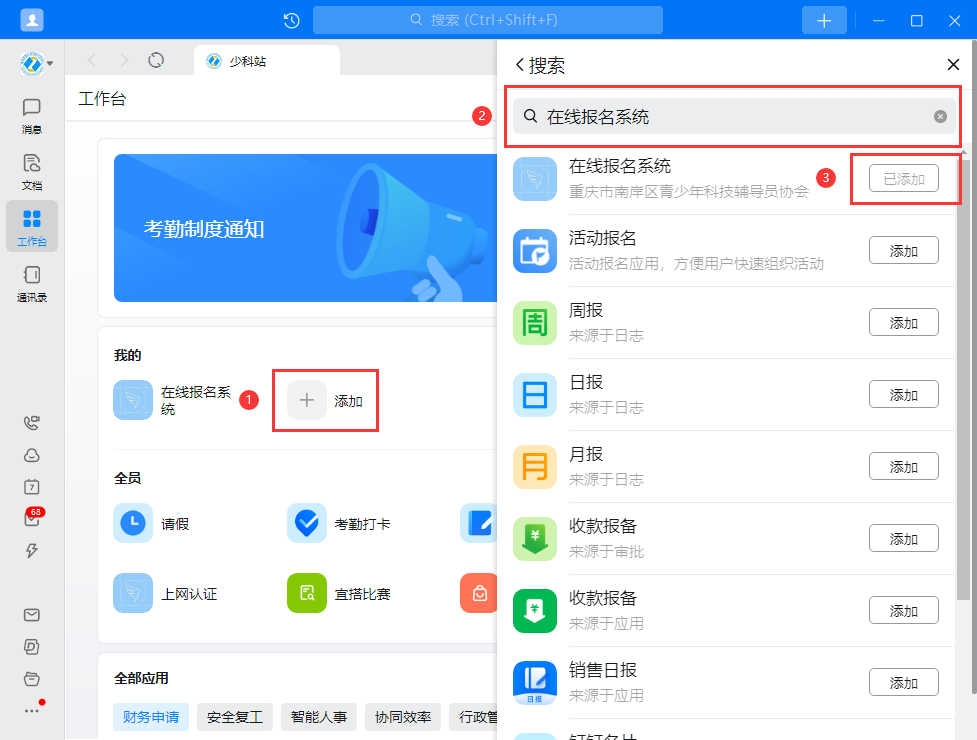 搜索 (Ctrl+Shift+F)
少科站
消息
文档
工作台
通讯录
7
68
工作台
考勤制度通知
我的
在线报名系
统
1
添加
全员
请假
考勤打卡
上网认证
宜搭比赛
全部应用
财务申请
安全复工
智能人事
协同效率
行政管
搜索
2
在线报名系统
在线报名系统
重庆市南岸区青少年科技辅导员协会
3
已添加
活动报名
活动报名应用，方便用户快速组织活动
添加
周
周报
来源于日志
添加
日
日报
来源于日志
添加
月
月报
来源于日志
添加
¥
收款报备
来源于审批
添加
¥
收款报备
来源于应用
添加
日报
销售日报
来源于应用
添加